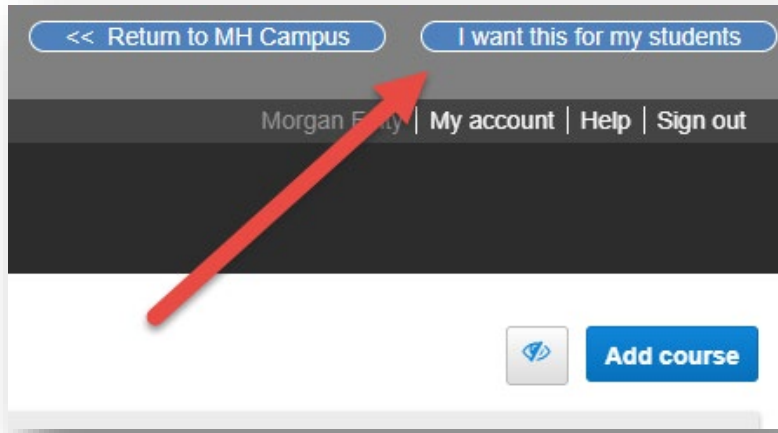 << Return to MH Campus I want this for my students
Morgan | My account | Help | Sign out
Add course